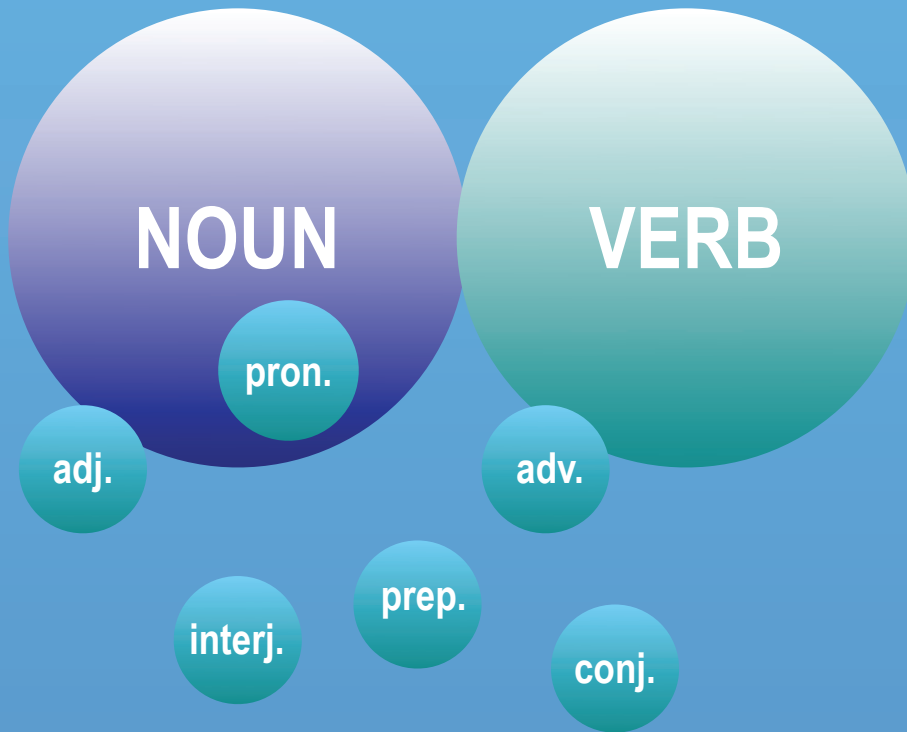 NOUN
VERB
pron.
adj.
adv.
prep.
interj.
conj.